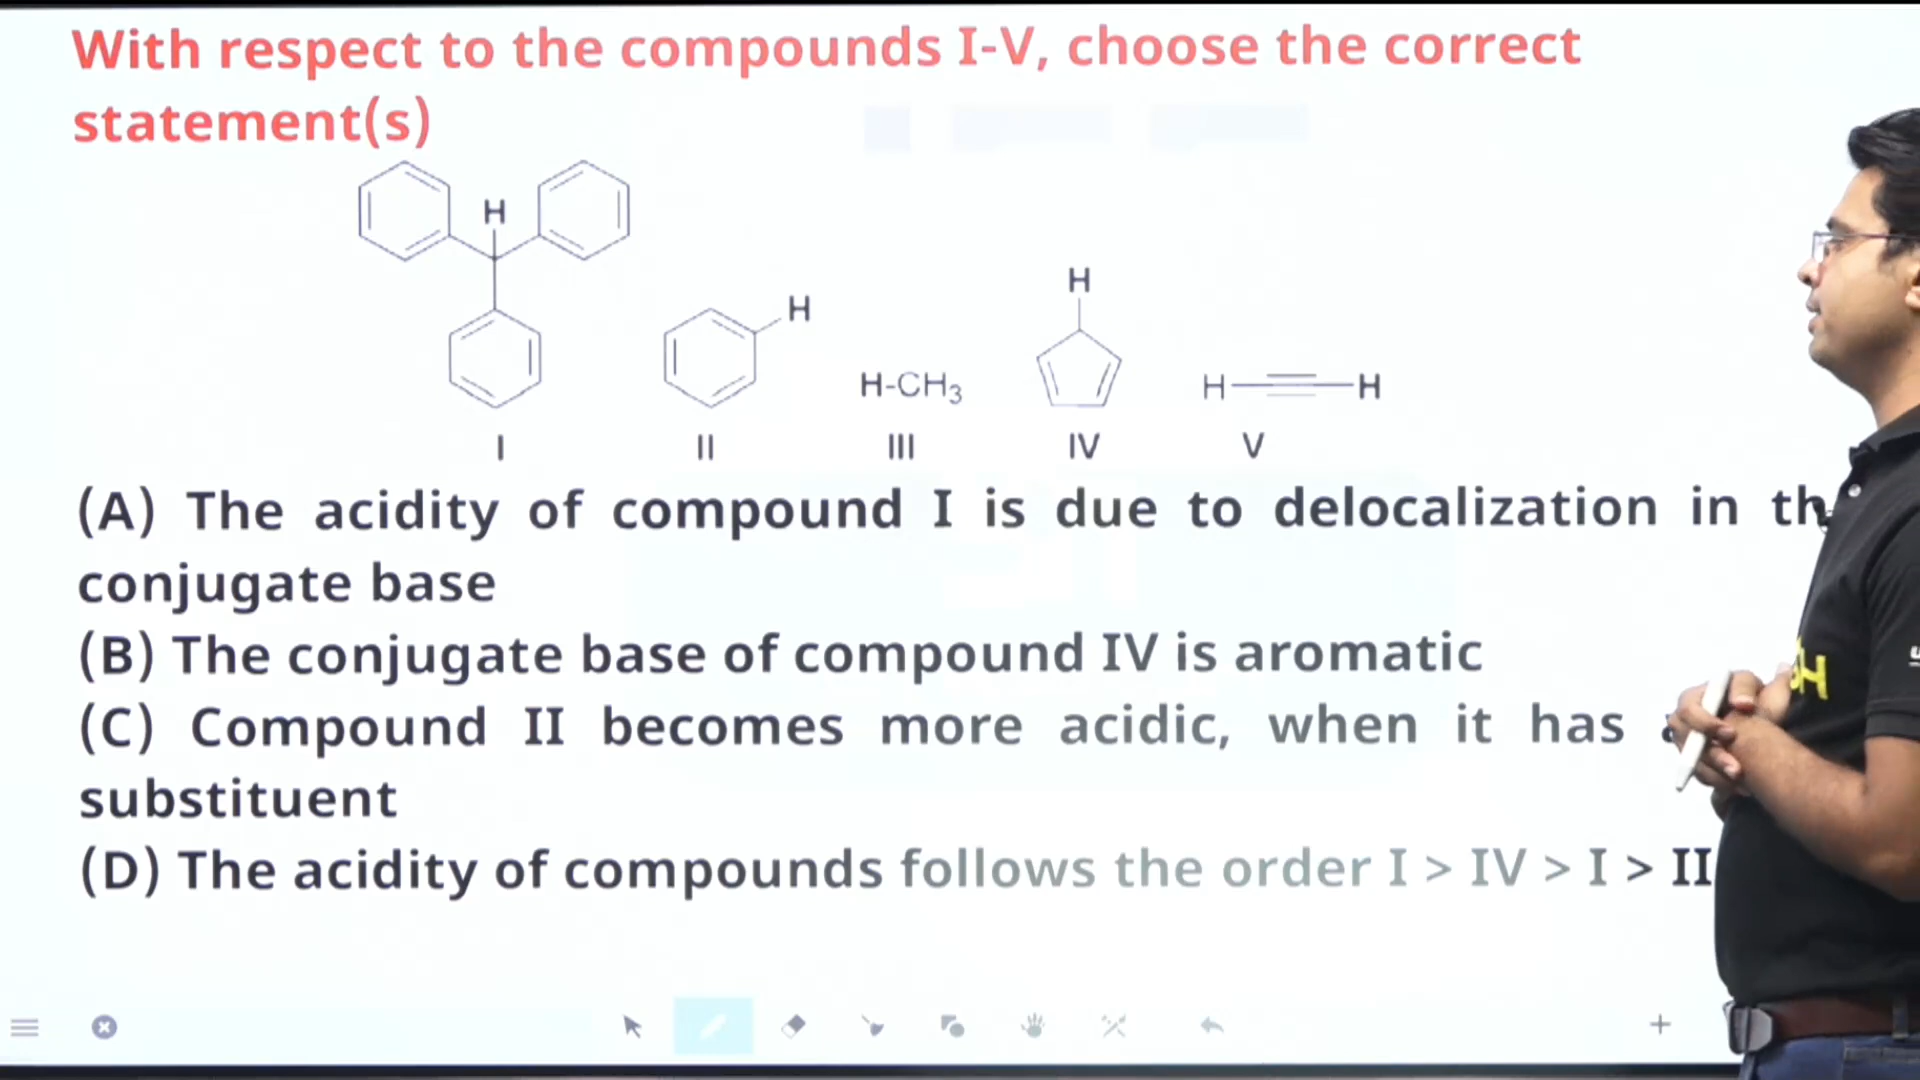 With respect to the compounds I-V, choose the correct
statement(s)
H
H
H
H-CH3
H H
I II III IV V
(A) The acidity of compound I is due to delocalization in
conjugate base
(B) The conjugate base of compound IV is aromatic
(C) Compound II becomes more acidic, when it has
substituent
(D) The acidity of compounds follows the order I > IV > I > II